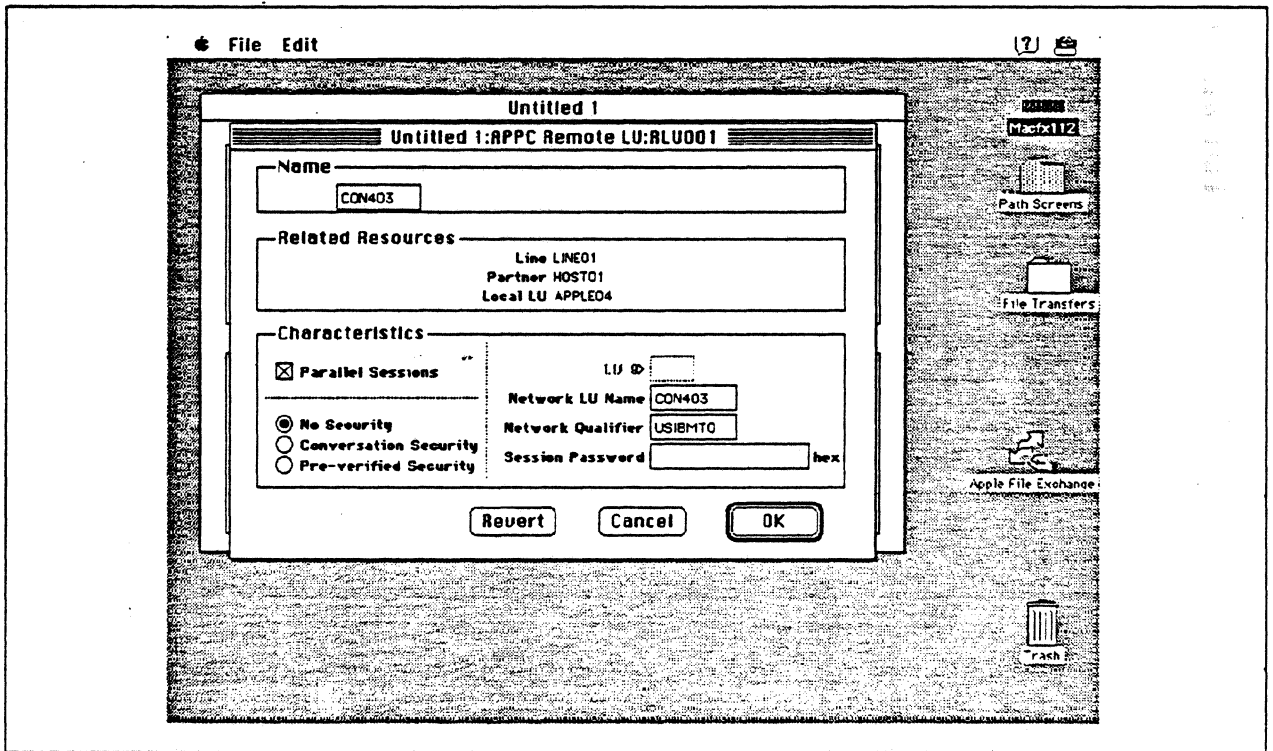 File Edit
Untitled 1
Macfx112
Untitled 1:APPC Remote LU:RLU001
Name
CON403
Path Screens
Related Resources
Line LINE01
Partner HOST01
Local LU APPLE04
File Transfers
Characteristics
Parallel Sessions
LU ID
Network LU Name CON403
No Security
Network Qualifier USIBMTO
Conversation Security
Session Password hex
Pre-verified Security
Apple File Exchange
Revert Cancel OK
Trash